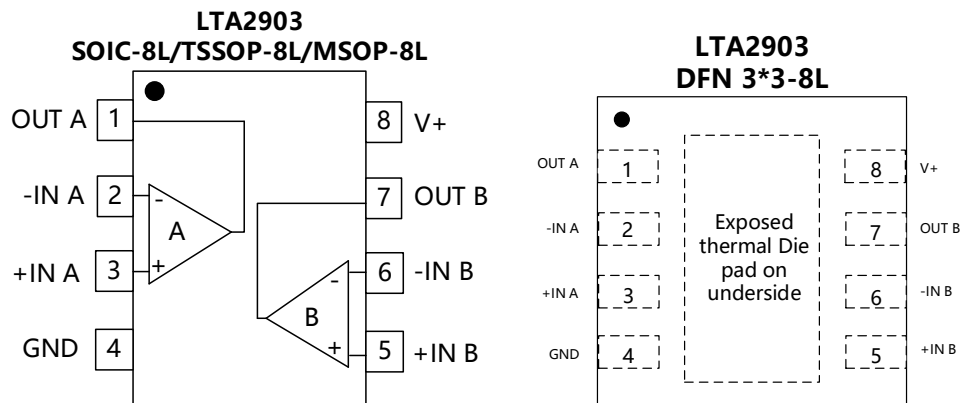 LTA2903
SOIC-8L/TSSOP-8L/MSOP-8L
OUT A 1
8 V+
-IN A 2
7 OUT B
-
A
+
+IN A 3
6 -IN B
-
B
+
GND 4
5 +IN B
LTA2903
DFN 3*3-8L
OUT A 1
8 V+
-IN A 2
7 OUT B
+IN A 3
6 -IN B
GND 4
5 +IN B
Exposed
thermal Die
pad on
underside